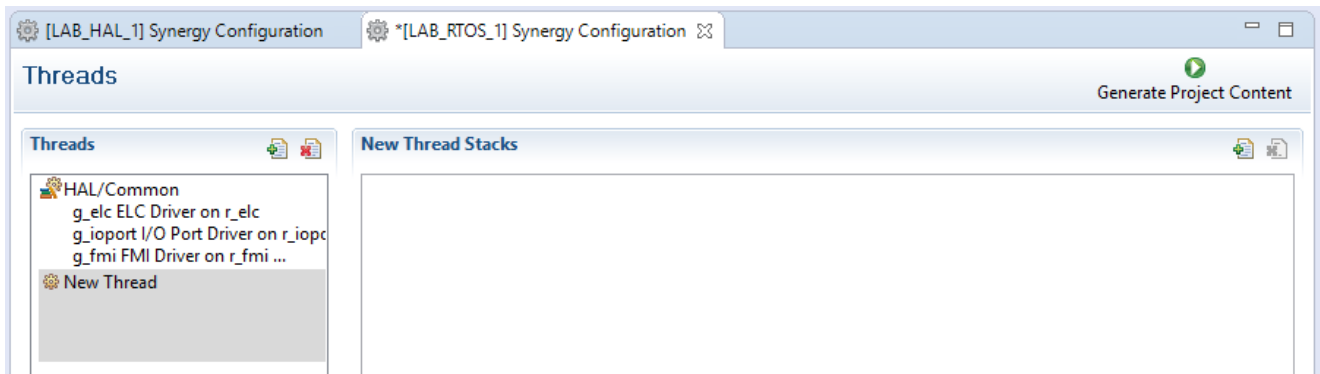 [LAB_HAL_1] Synergy Configuration
*[LAB_RTOS_1] Synergy Configuration
Threads
Generate Project Content
Threads
New Thread Stacks
HAL/Common
g_elc ELC Driver on r_elc
g_ioport I/O Port Driver on r_iopo
g_fmi FMI Driver on r_fmi ...
New Thread